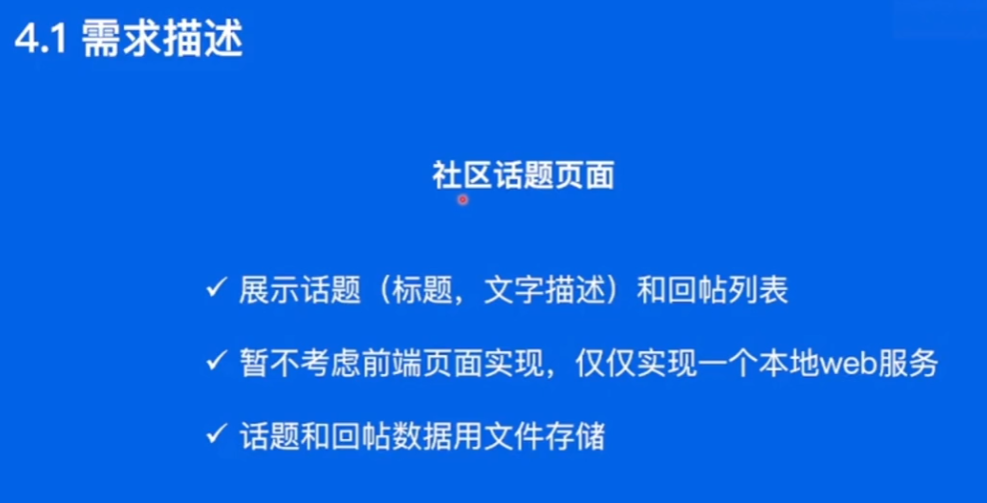 4.1 需求描述
社区话题页面
✓ 展示话题（标题，文字描述）和回帖列表
✓ 暂不考虑前端页面实现，仅仅实现一个本地web服务
✓ 话题和回帖数据用文件存储